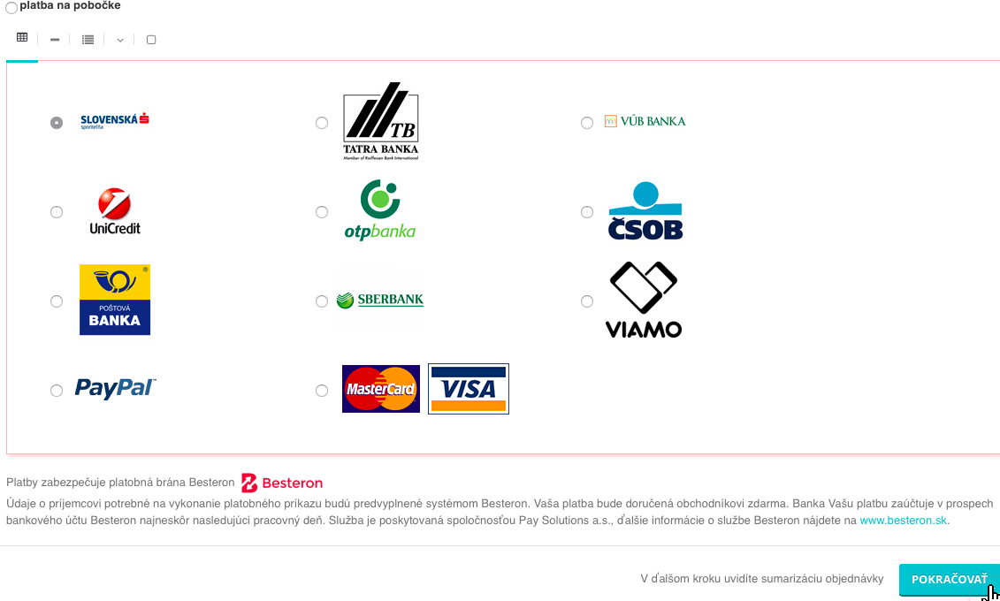 platba na pobočke
SLOVENSKÁ
sporiteľňa
TB
TATRA BANKA
Member of Raiffeisen Bank International
VÚB BANKA
UniCredit
otpbanka
ČSOB
POŠTOVÁ
BANKA
SBERBANK
VIAMO
PayPal™
MasterCard
VISA
Platby zabezpečuje platobná brána Besteron Besteron
Údaje o príjemcovi potrebné na vykonanie platobného príkazu budú predvyplnené systémom Besteron. Vaša platba bude doručená obchodníkovi zdarma. Banka Vašu platbu zaúčtuje v prospech
bankového účtu Besteron najneskôr nasledujúci pracovný deň. Služba je poskytovaná spoločnosťou Pay Solutions a.s., ďalšie informácie o službe Besteron nájdete na www.besteron.sk.
V ďalšom kroku uvidíte sumarizáciu objednávky
POKRAČOVAŤ